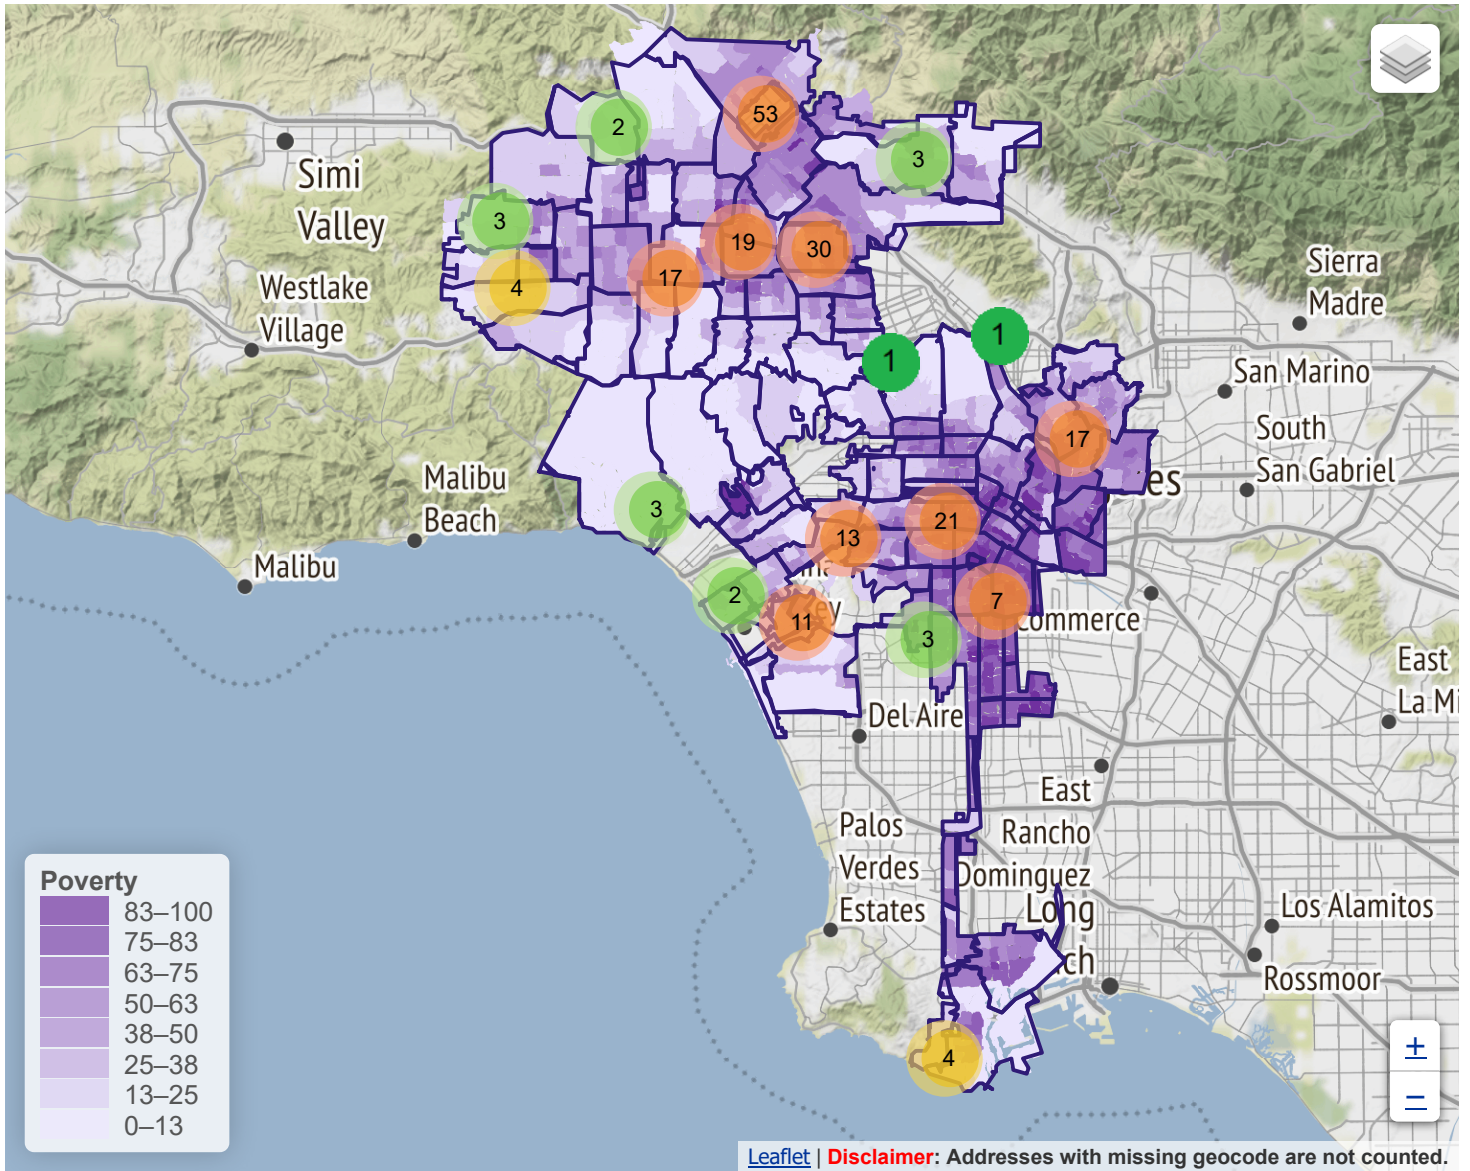 53
2
3
Simi
Valley
3
19
30
17
4
Sierra
Madre
Westlake
Village
1
1
San Marino
17
South
San Gabriel
es
Malibu
Beach
3
21
13
Malibu
2
7
11
ey
Commerce
3
East
La Mi
Del Aire
East
Rancho
Dominguez
Palos
Verdes
Estates
Long
ch
Los Alamitos
Rossmoor
4
Poverty
83–100
75–83
63–75
50–63
38–50
25–38
13–25
0–13
+
−
Leaflet | Disclaimer: Addresses with missing geocode are not counted.